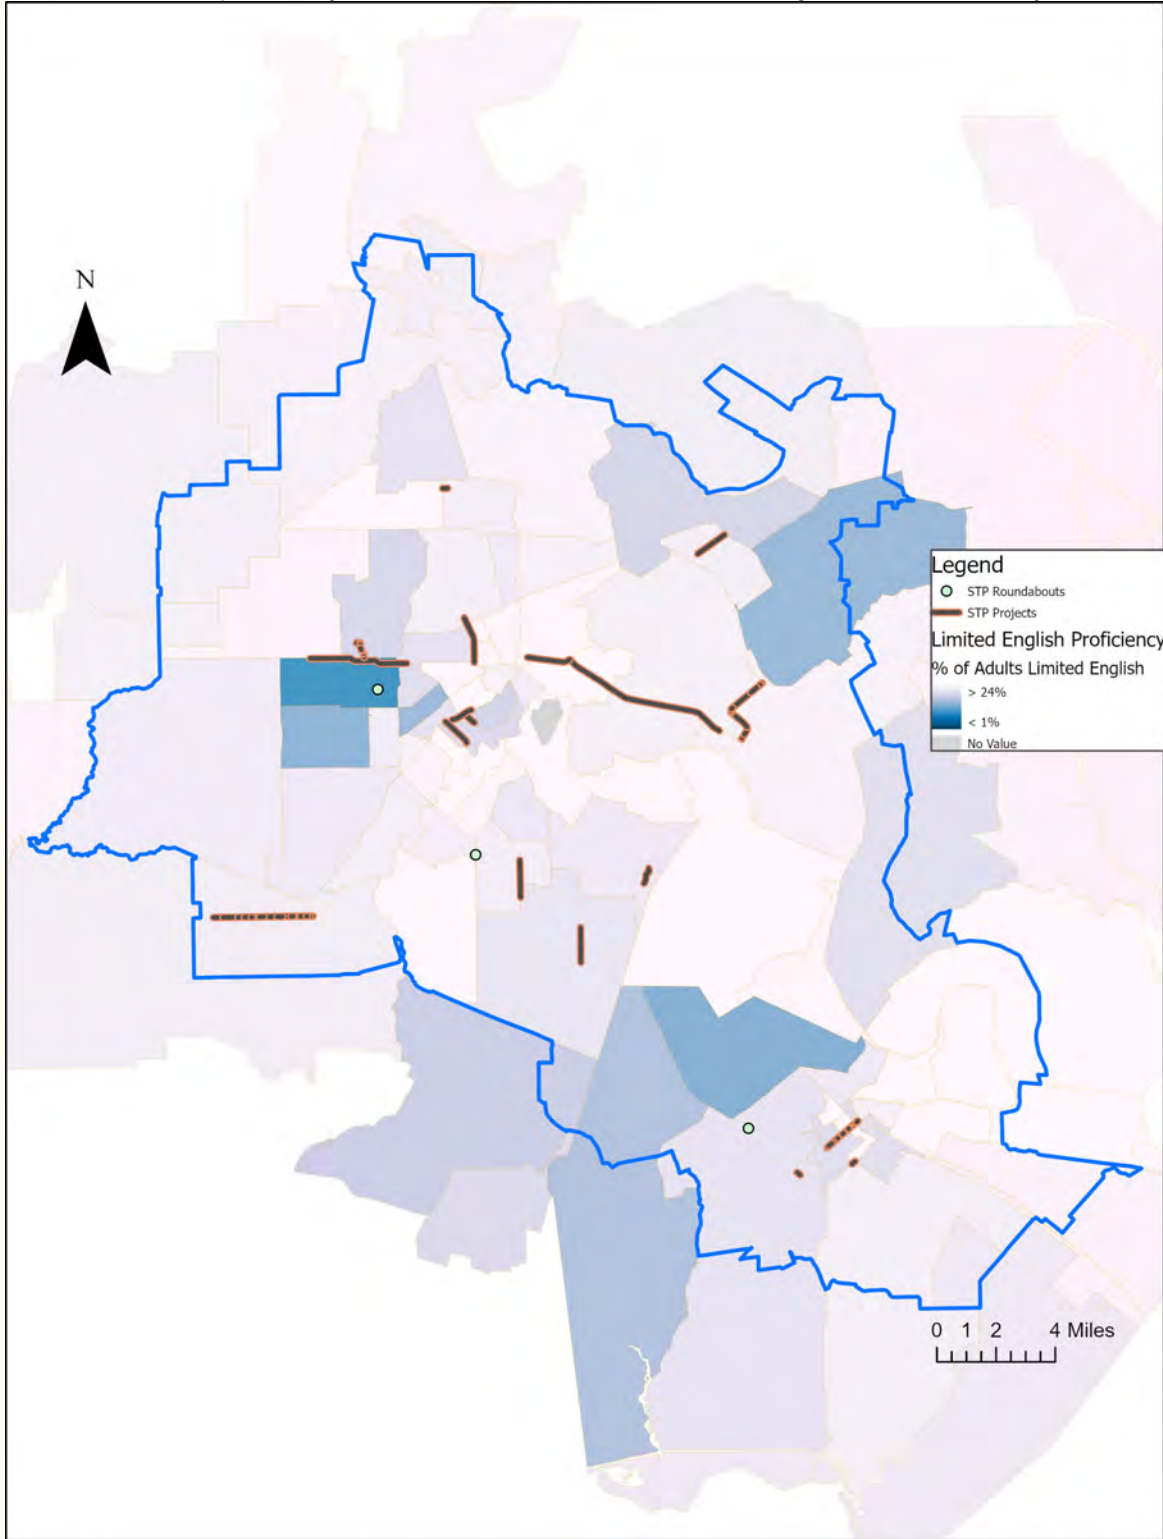 N
Legend
STP Roundabouts
STP Projects
Limited English Proficiency
% of Adults Limited English
> 24%
< 1%
No Value
0 1 2 4 Miles